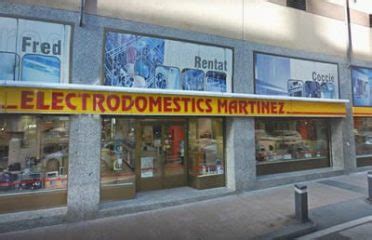 Fred
Rentat
Coccio
ELECTRODOMESTICS MARTINEZ